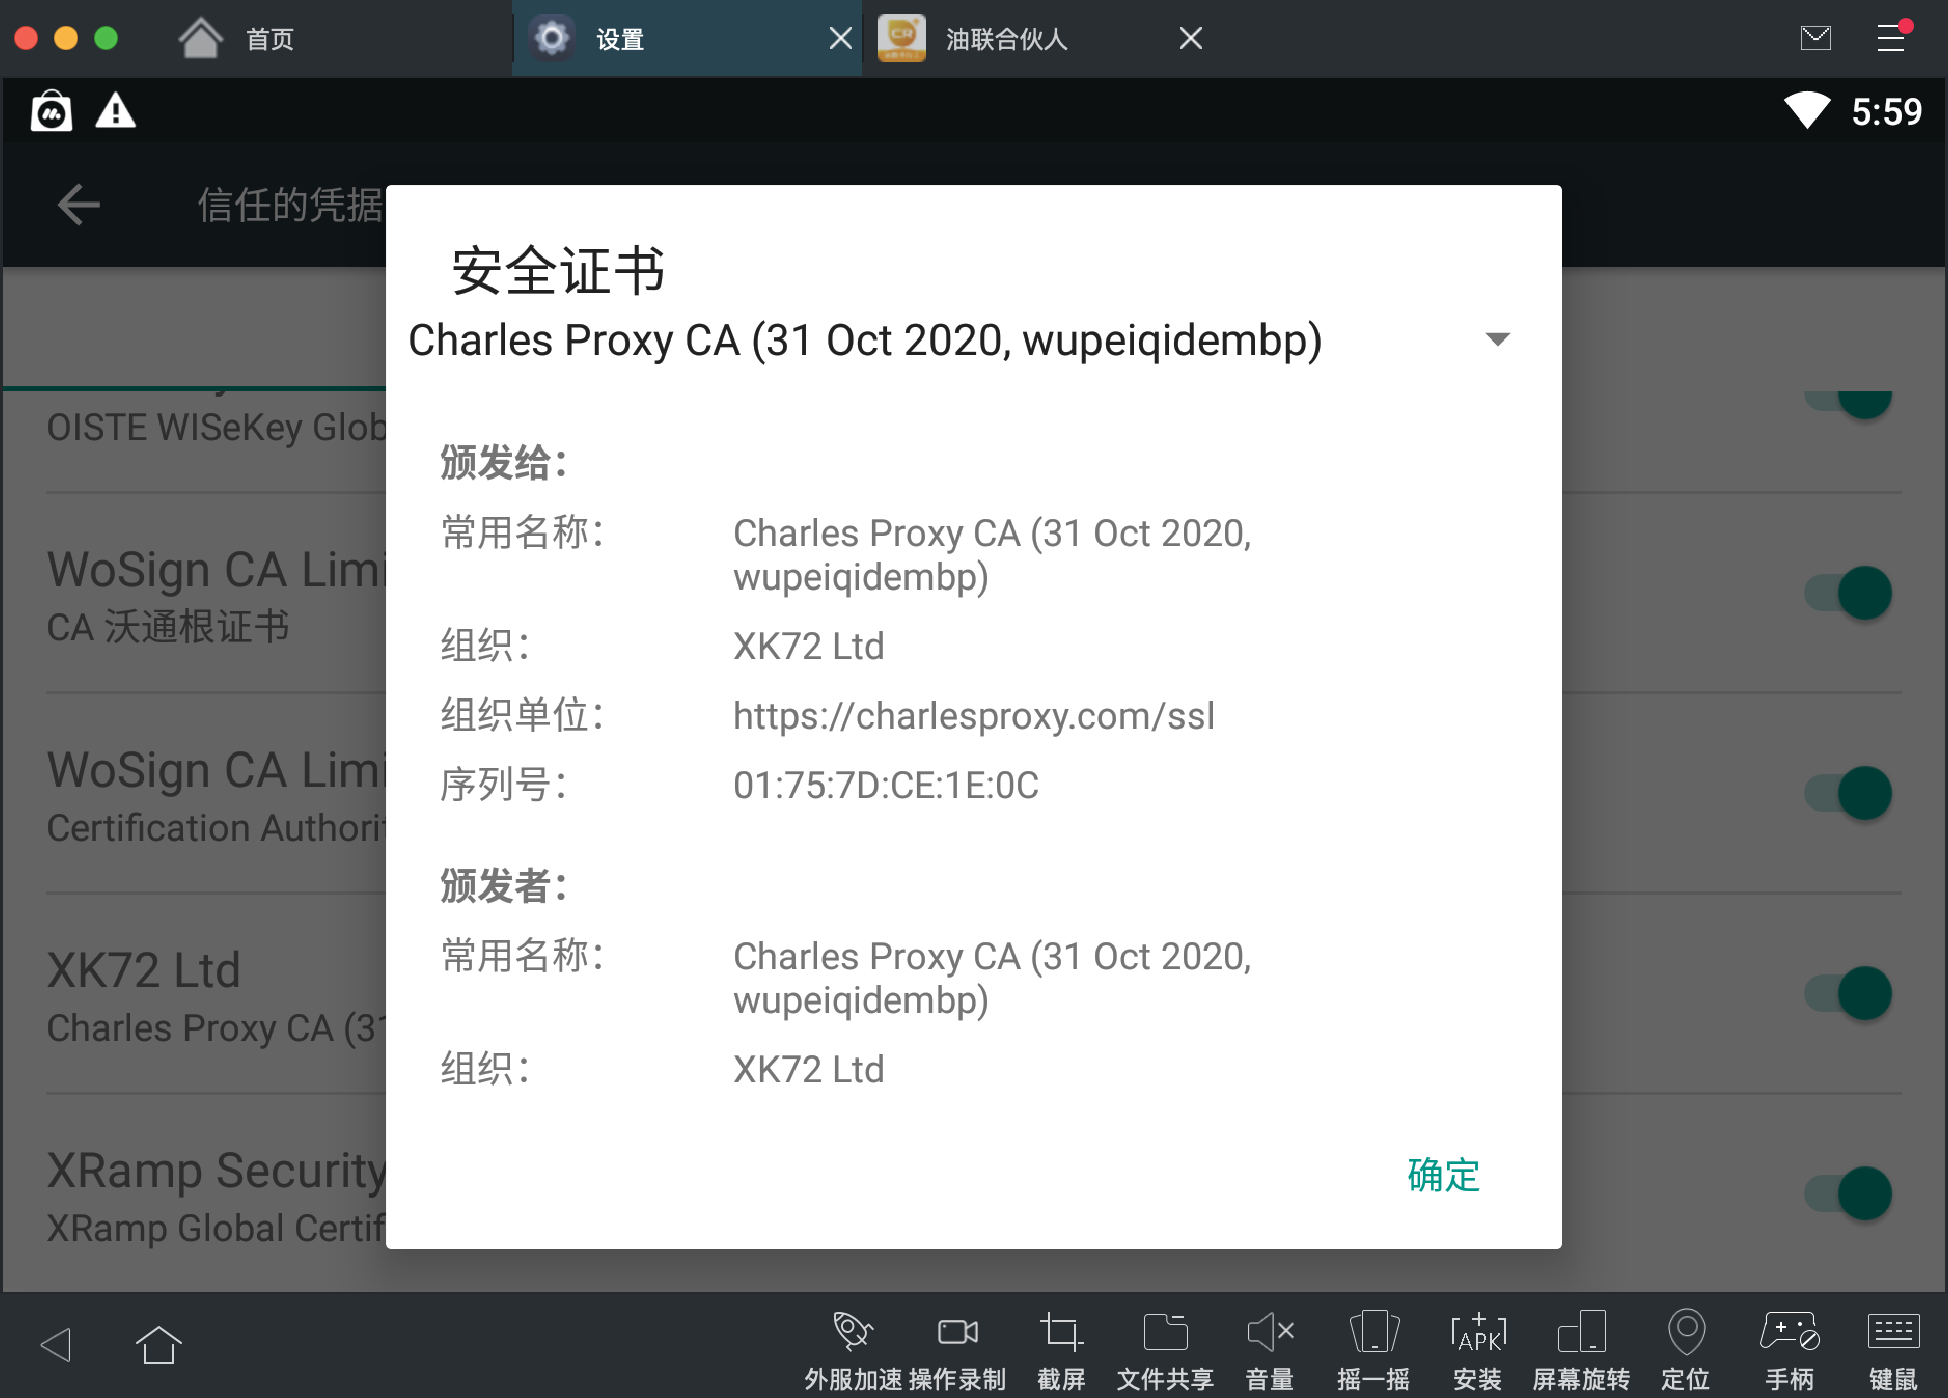 首页
设置
油联合伙人
5:59
信任的凭据
安全证书
Charles Proxy CA (31 Oct 2020, wupeiqidembp)
颁发给：
常用名称：
Charles Proxy CA (31 Oct 2020,
wupeiqidembp)
组织：
XK72 Ltd
组织单位：
https://charlesproxy.com/ssl
序列号：
01:75:7D:CE:1E:0C
颁发者：
常用名称：
Charles Proxy CA (31 Oct 2020,
wupeiqidembp)
组织：
XK72 Ltd
确定
OISTE WISeKey Glob
WoSign CA Limi
CA 沃通根证书
WoSign CA Limi
Certification Authorit
XK72 Ltd
Charles Proxy CA (31
XRamp Security
XRamp Global Certif
APK
外服加速
操作录制
截屏
文件共享
音量
摇一摇
安装
屏幕旋转
定位
手柄
键鼠